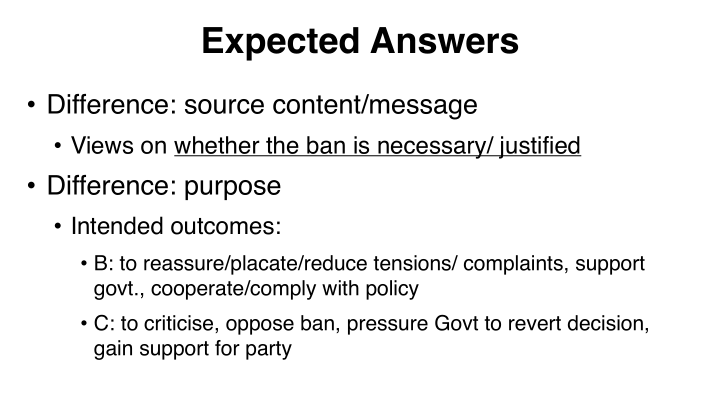 Expected Answers
• Difference: source content/message
• Views on whether the ban is necessary/ justified
• Difference: purpose
• Intended outcomes:
• B: to reassure/placate/reduce tensions/ complaints, support
govt., cooperate/comply with policy
• C: to criticise, oppose ban, pressure Govt to revert decision,
gain support for party